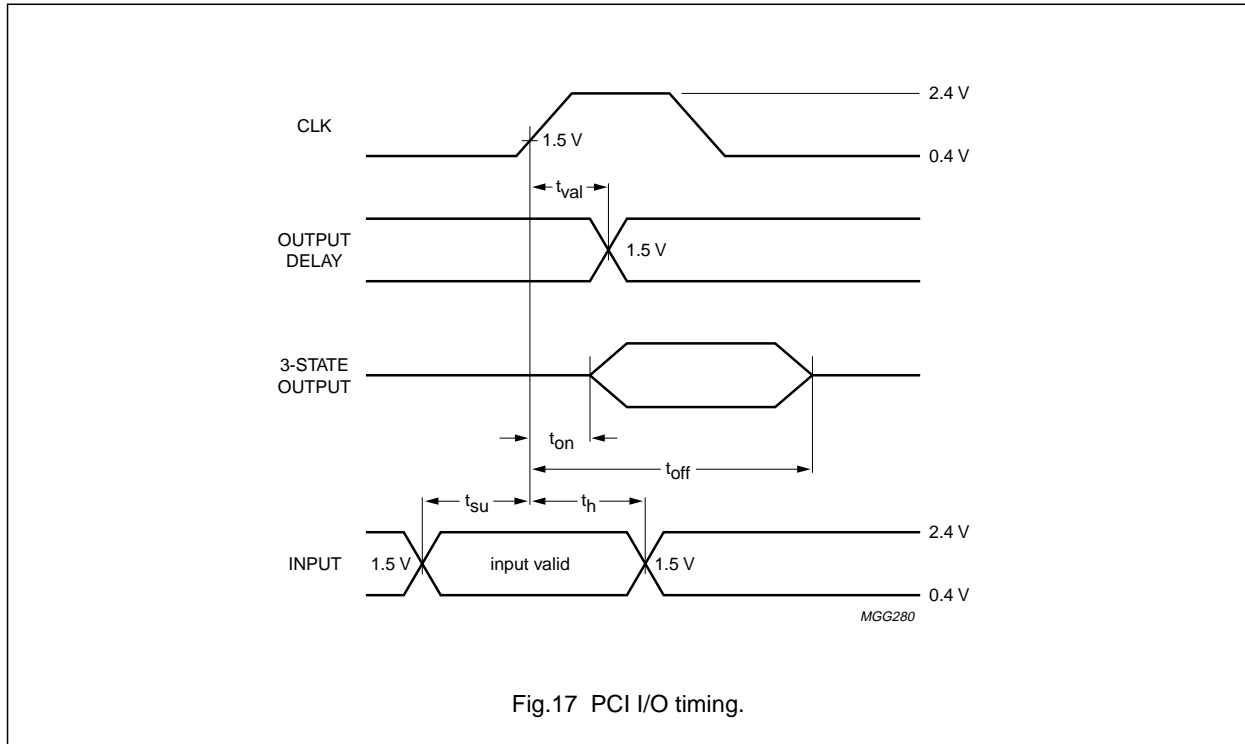 2.4 V
CLK
1.5 V
0.4 V
tval
OUTPUT
DELAY
1.5 V
3-STATE
OUTPUT
ton
toff
tsu
th
2.4 V
INPUT
1.5 V
input valid
1.5 V
0.4 V
MGG280
Fig.17 PCI I/O timing.